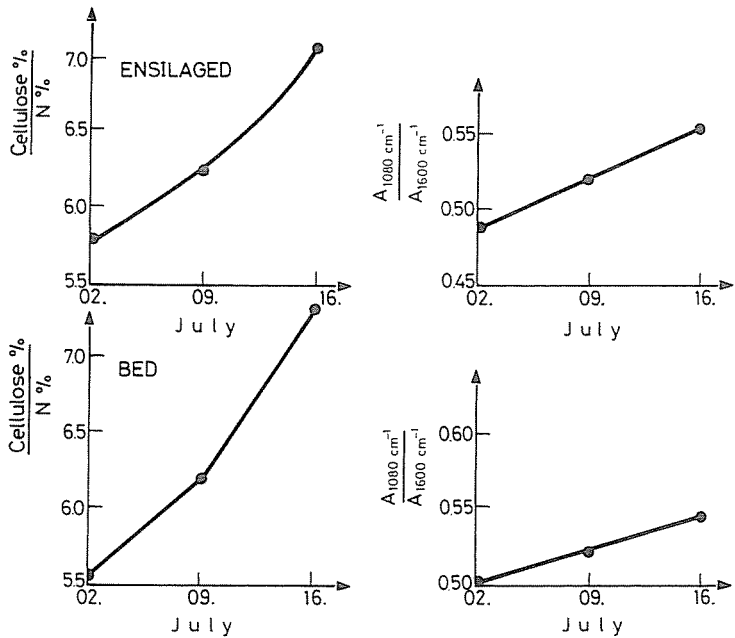 Cellulose %
N %
ENSILAGED
7.0
6.5
6.0
5.5
02. 09. 16.
July
A1080 cm⁻¹
A1600 cm⁻¹
0.55
0.50
0.45
02. 09. 16.
July
Cellulose %
N %
BED
7.0
6.5
6.0
5.5
02. 09. 16.
July
A1080 cm⁻¹
A1600 cm⁻¹
0.60
0.55
0.50
02. 09. 16.
July